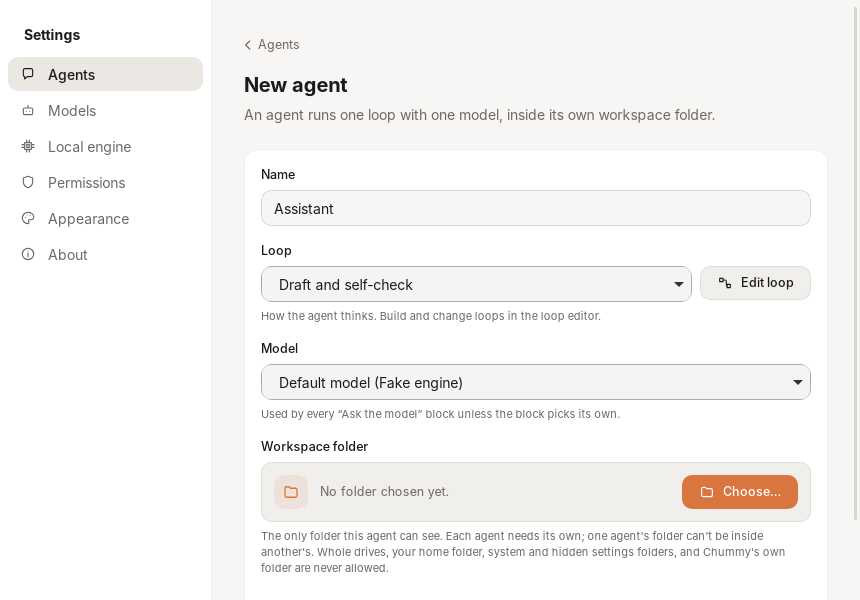 Settings
Agents
Models
Local engine
Permissions
Appearance
About
Agents
New agent
An agent runs one loop with one model, inside its own workspace folder.
Name
Assistant
Loop
Draft and self-check
Edit loop
How the agent thinks. Build and change loops in the loop editor.
Model
Default model (Fake engine)
Used by every “Ask the model” block unless the block picks its own.
Workspace folder
No folder chosen yet.
Choose...
The only folder this agent can see. Each agent needs its own; one agent's folder can't be inside
another's. Whole drives, your home folder, system and hidden settings folders, and Chummy's own
folder are never allowed.